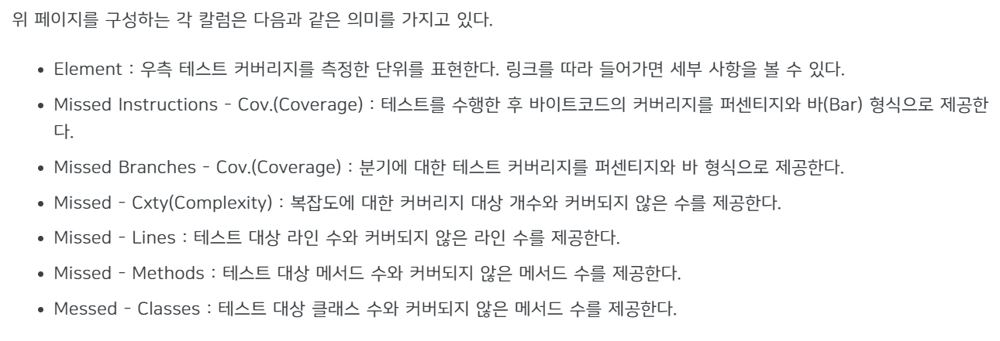 위 페이지를 구성하는 각 칼럼은 다음과 같은 의미를 가지고 있다.
• Element : 우측 테스트 커버리지를 측정한 단위를 표현한다. 링크를 따라 들어가면 세부 사항을 볼 수 있다.
• Missed Instructions - Cov.(Coverage) : 테스트를 수행한 후 바이트코드의 커버리지를 퍼센티지와 바(Bar) 형식으로 제공한
다.
• Missed Branches - Cov.(Coverage) : 분기에 대한 테스트 커버리지를 퍼센티지와 바 형식으로 제공한다.
• Missed - Cxty(Complexity) : 복잡도에 대한 커버리지 대상 개수와 커버되지 않은 수를 제공한다.
• Missed - Lines : 테스트 대상 라인 수와 커버되지 않은 라인 수를 제공한다.
• Missed - Methods : 테스트 대상 메서드 수와 커버되지 않은 메서드 수를 제공한다.
• Messed - Classes : 테스트 대상 클래스 수와 커버되지 않은 메서드 수를 제공한다.